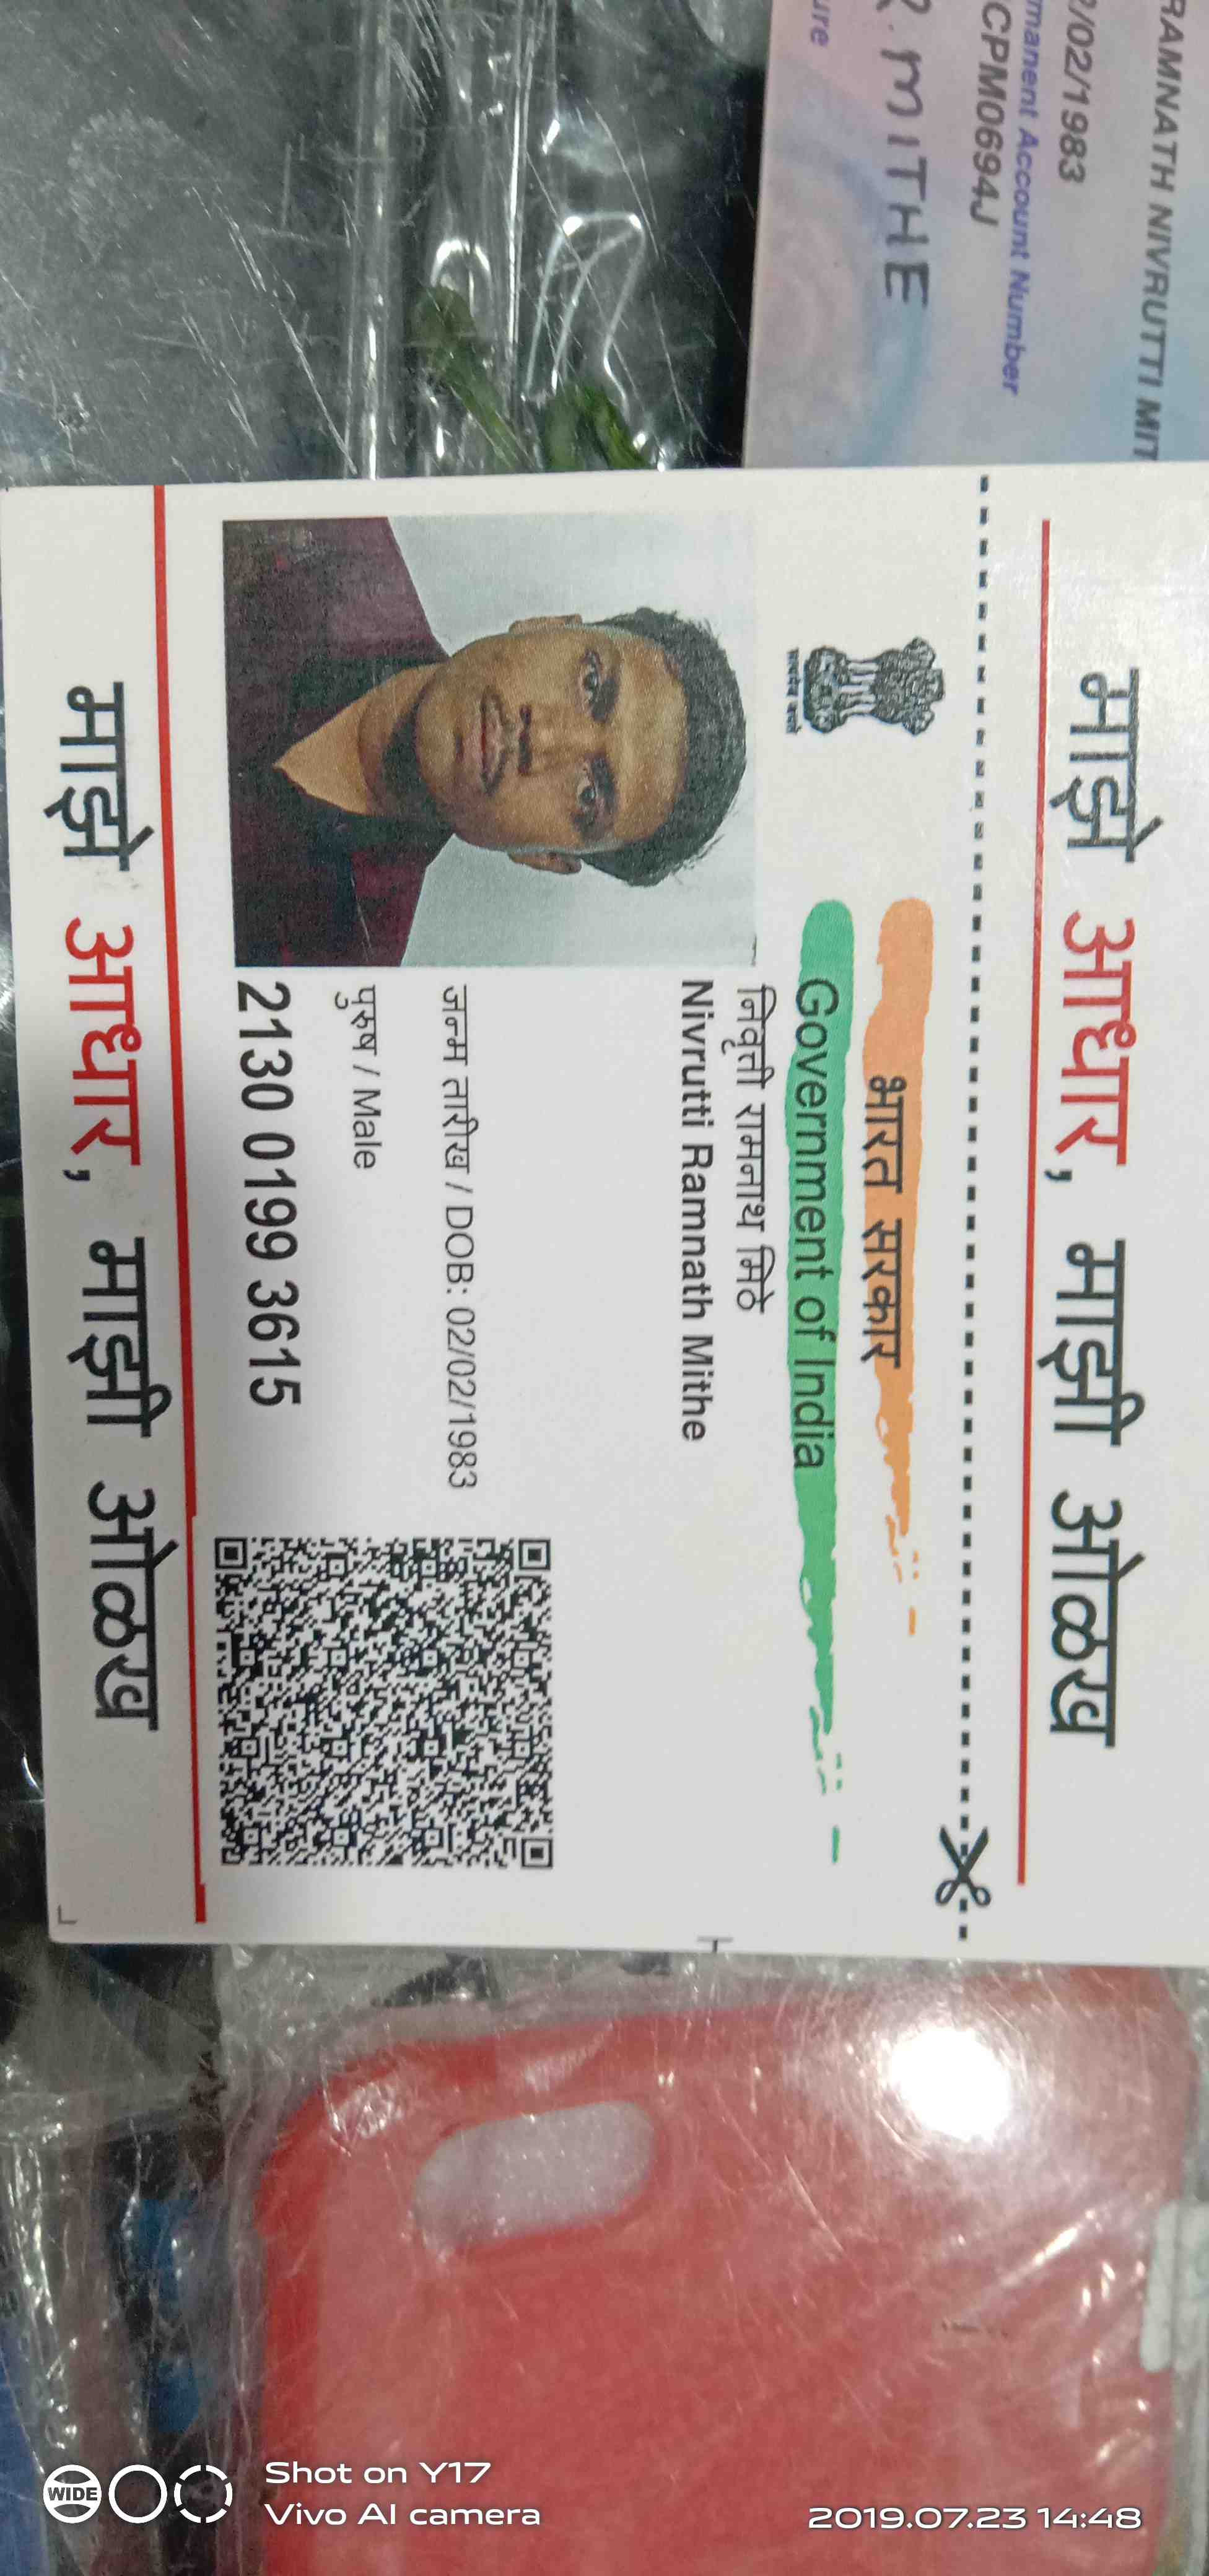 RAMNATH NIVRUTTI MIT
/02/1983
manent Account Number
CPM0694J
R.MITHE
ure
माझे आधार, माझी ओळख
भारत सरकार
Government of India
सत्यमेव जयते
निवृत्ती रामनाथ मिठे
Nivrutti Ramnath Mithe
जन्म तारीख / DOB: 02/02/1983
पुरुष / Male
2130 0199 3615
माझे आधार, माझी ओळख
WIDE
Shot on Y17
Vivo AI camera
2019.07.23 14:48